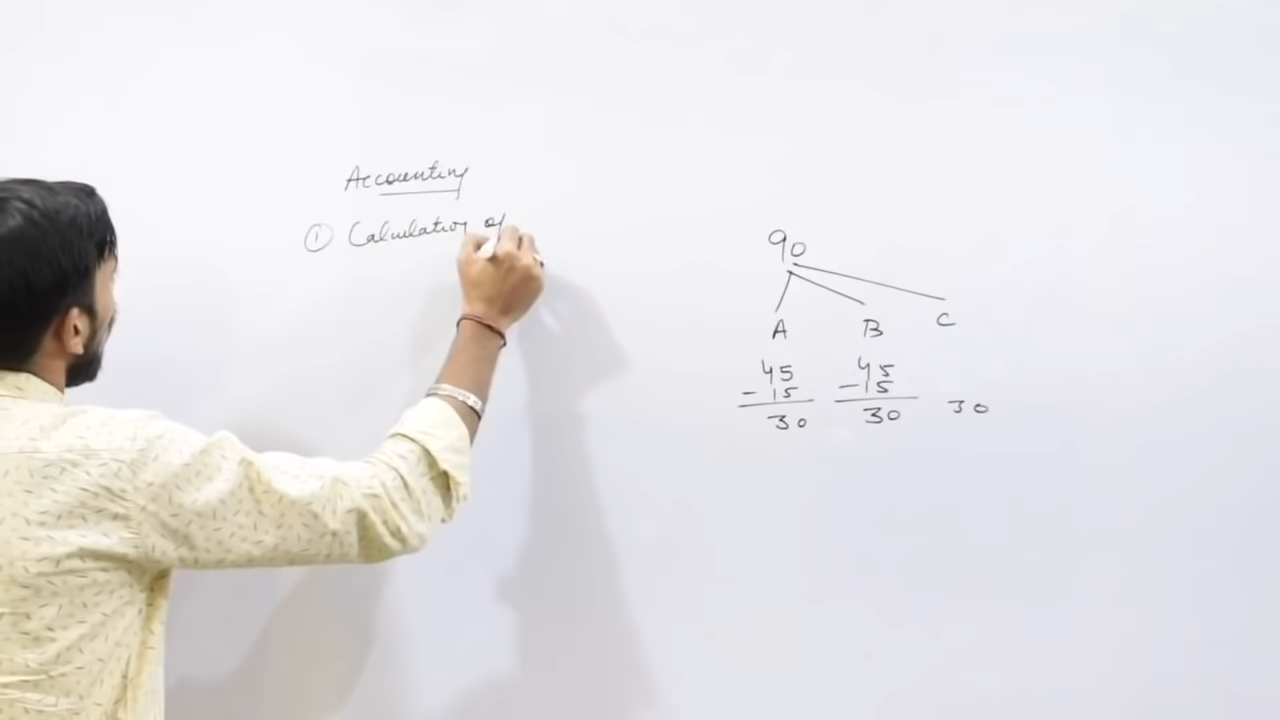 Accounting
① Calculation of
90
A B C
45 45
-15 -15
30 30 30